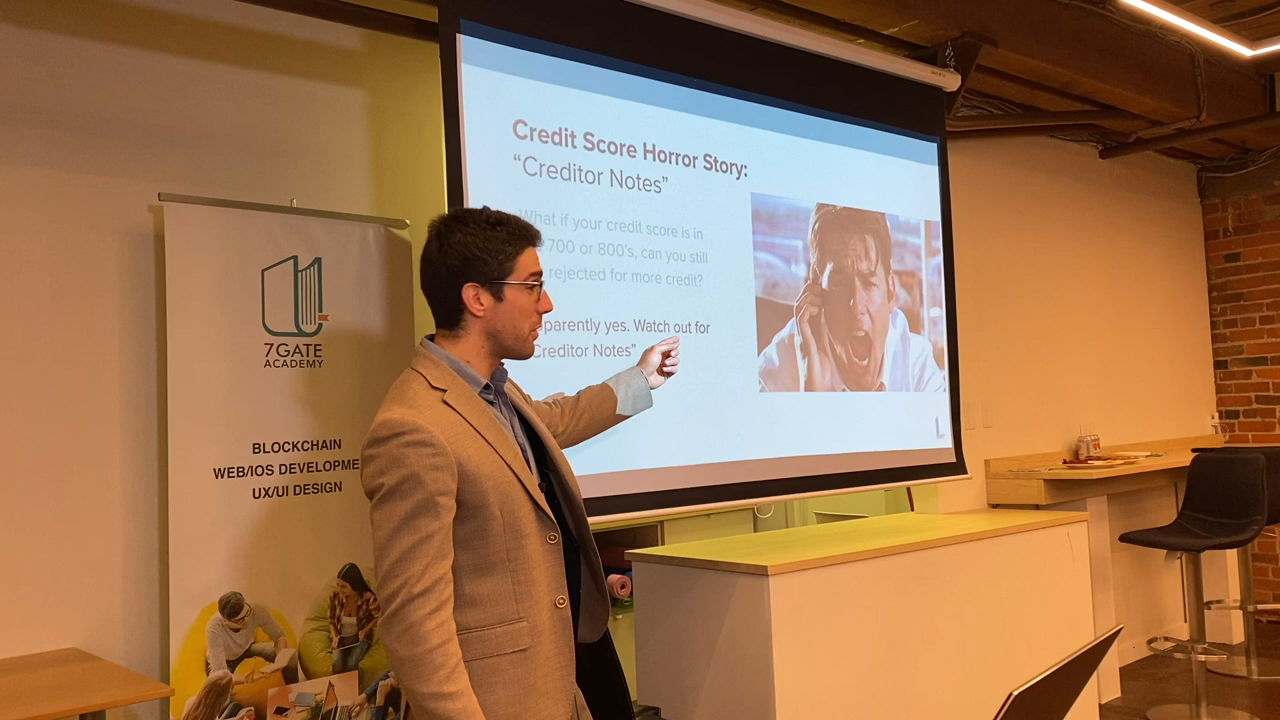 7GATE
ACADEMY
BLOCKCHAIN
WEB/IOS DEVELOPME
UX/UI DESIGN
Credit Score Horror Story:
“Creditor Notes”
What if your credit score is in
700 or 800's, can you still
rejected for more credit?
parently yes. Watch out for
Creditor Notes”